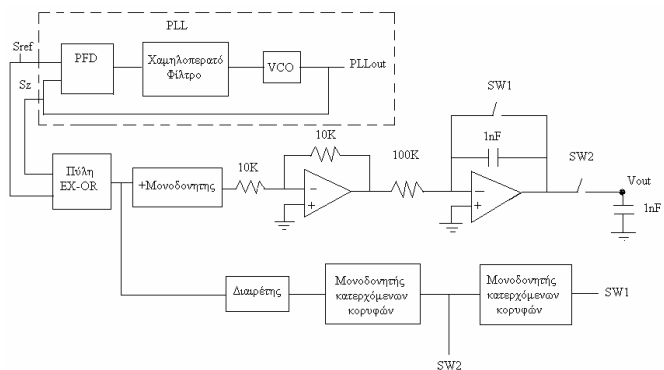 PLL
Sref
PFD
Χαμηλοπερατό
Φίλτρο
VCO
PLLout
Sz
SW1
10K
1nF
Πύλη
EX-OR
+Μονοδονητης
10K
100K
SW2
Vout
1nF
Διαιρέτης
Μονοδονητής
κατερχόμενων
κορυφών
Μονοδονητής
κατερχόμενων
κορυφών
SW1
SW2